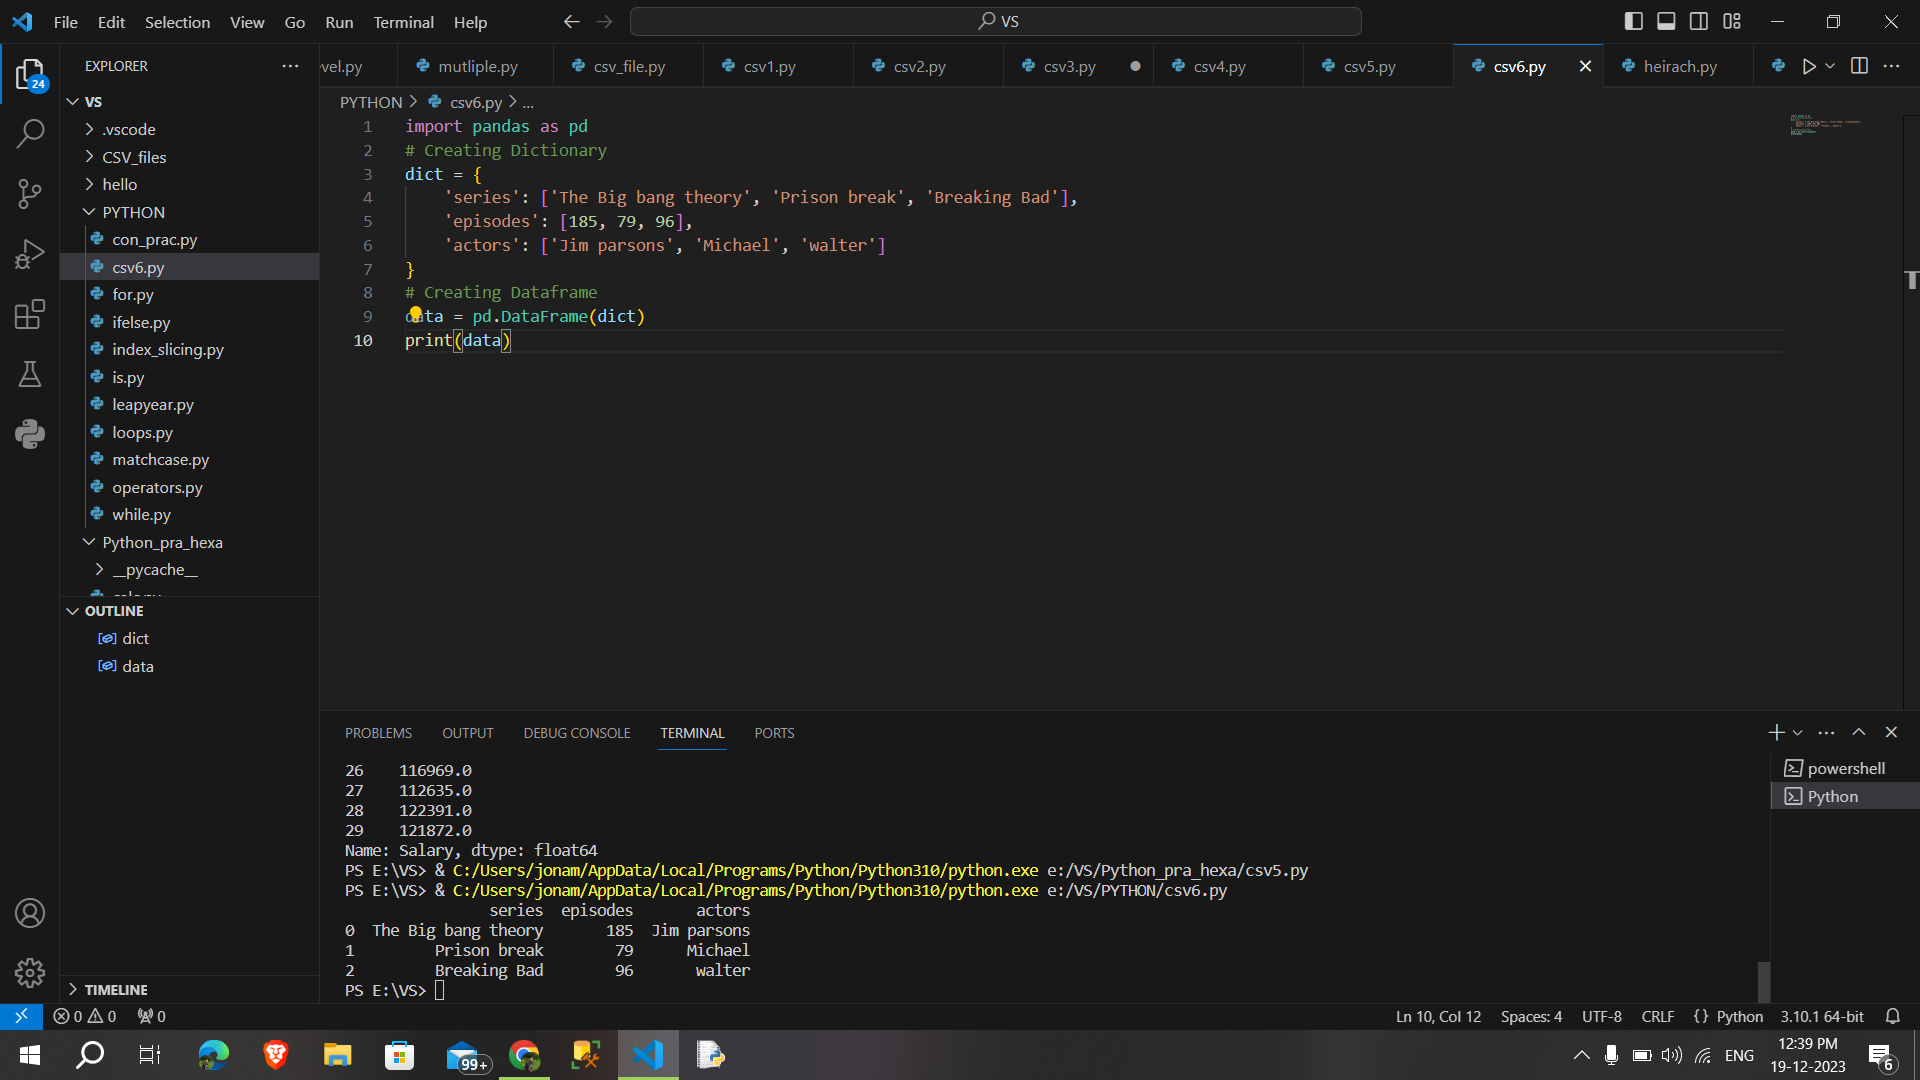 File Edit Selection View Go Run Terminal Help
VS
EXPLORER
24
VS
.vscode
CSV_files
hello
PYTHON
con_prac.py
csv6.py
for.py
ifelse.py
index_slicing.py
is.py
leapyear.py
loops.py
matchcase.py
operators.py
while.py
Python_pra_hexa
__pycache__
OUTLINE
dict
data
TIMELINE
evel.py mutliple.py csv_file.py csv1.py csv2.py csv3.py csv4.py csv5.py csv6.py heirach.py
PYTHON > csv6.py > ...
1 import pandas as pd
2 # Creating Dictionary
3 dict = {
4 'series': ['The Big bang theory', 'Prison break', 'Breaking Bad'],
5 'episodes': [185, 79, 96],
6 'actors': ['Jim parsons', 'Michael', 'walter']
7 }
8 # Creating Dataframe
9 data = pd.DataFrame(dict)
10 print(data)
PROBLEMS OUTPUT DEBUG CONSOLE TERMINAL PORTS
26 116969.0
27 112635.0
28 122391.0
29 121872.0
Name: Salary, dtype: float64
PS E:\VS> & C:/Users/jonam/AppData/Local/Programs/Python/Python310/python.exe e:/VS/Python_pra_hexa/csv5.py
PS E:\VS> & C:/Users/jonam/AppData/Local/Programs/Python/Python310/python.exe e:/VS/PYTHON/csv6.py
series episodes actors
0 The Big bang theory 185 Jim parsons
1 Prison break 79 Michael
2 Breaking Bad 96 walter
PS E:\VS>
powershell
Python
0 0 0
Ln 10, Col 12 Spaces: 4 UTF-8 CRLF {} Python 3.10.1 64-bit
99+
ENG
12:39 PM
19-12-2023
6